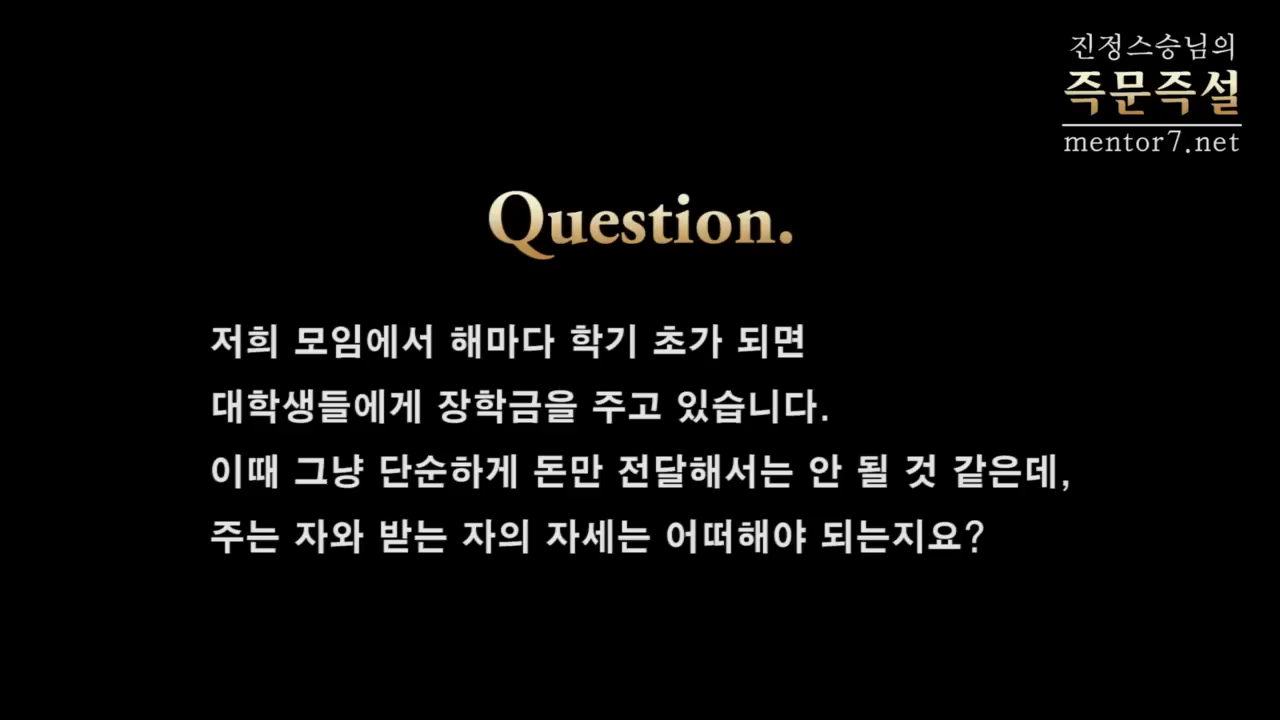 진정스승님의
즉문즉설
mentor7.net
Question.
저희 모임에서 해마다 학기 초가 되면
대학생들에게 장학금을 주고 있습니다.
이때 그냥 단순하게 돈만 전달해서는 안 될 것 같은데,
주는 자와 받는 자의 자세는 어떠해야 되는지요?